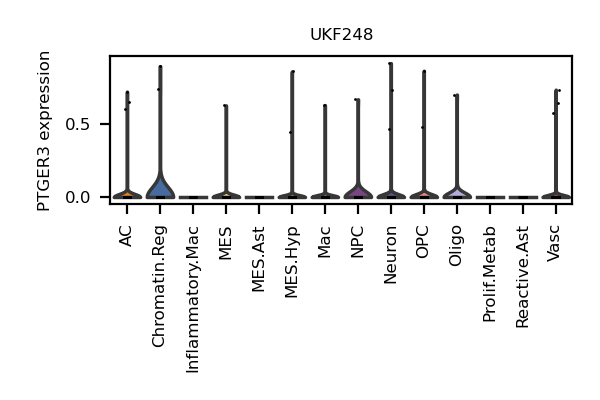 UKF248
PTGER3 expression
0.5
0.0
AC
Chromatin.Reg
Inflammatory.Mac
MES
MES.Ast
MES.Hyp
Mac
NPC
Neuron
OPC
Oligo
Prolif.Metab
Reactive.Ast
Vasc